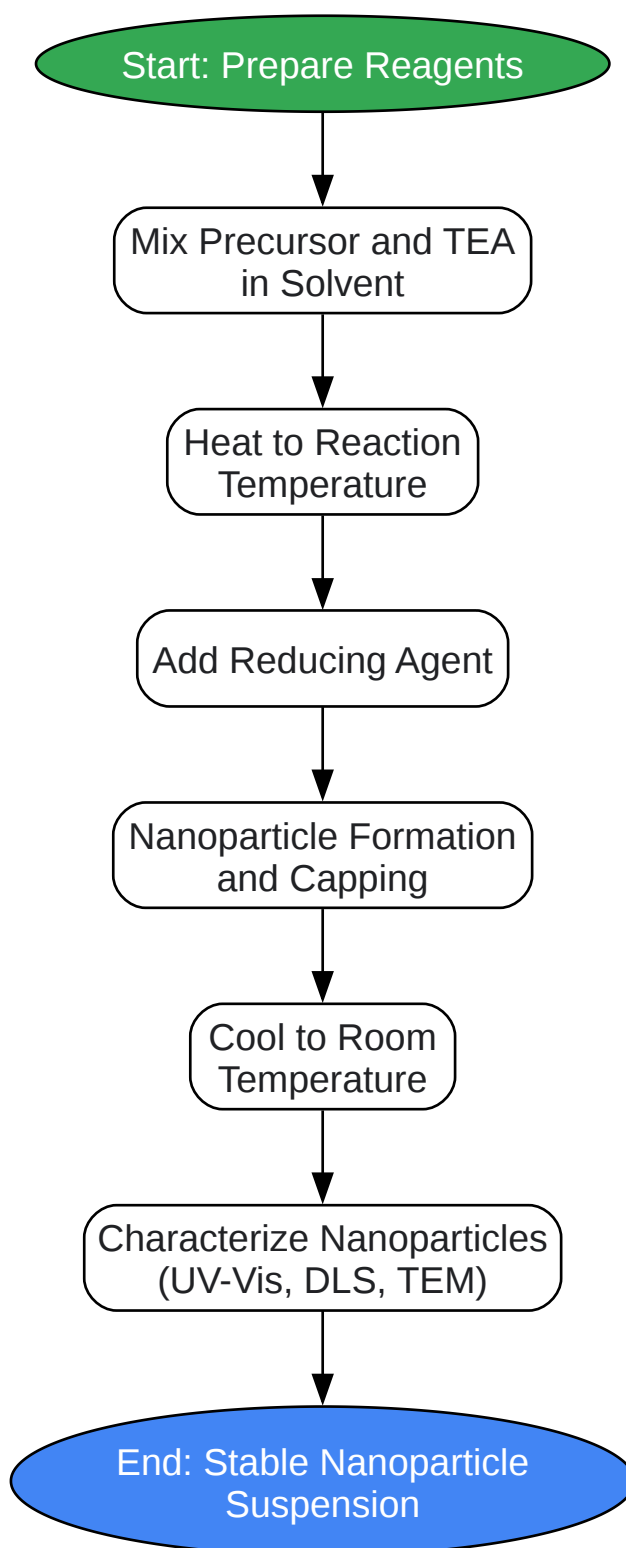 Start: Prepare Reagents
Mix Precursor and TEA
in Solvent
Heat to Reaction
Temperature
Add Reducing Agent
Nanoparticle Formation
and Capping
Cool to Room
Temperature
Characterize Nanoparticles
(UV-Vis, DLS, TEM)
End: Stable Nanoparticle
Suspension